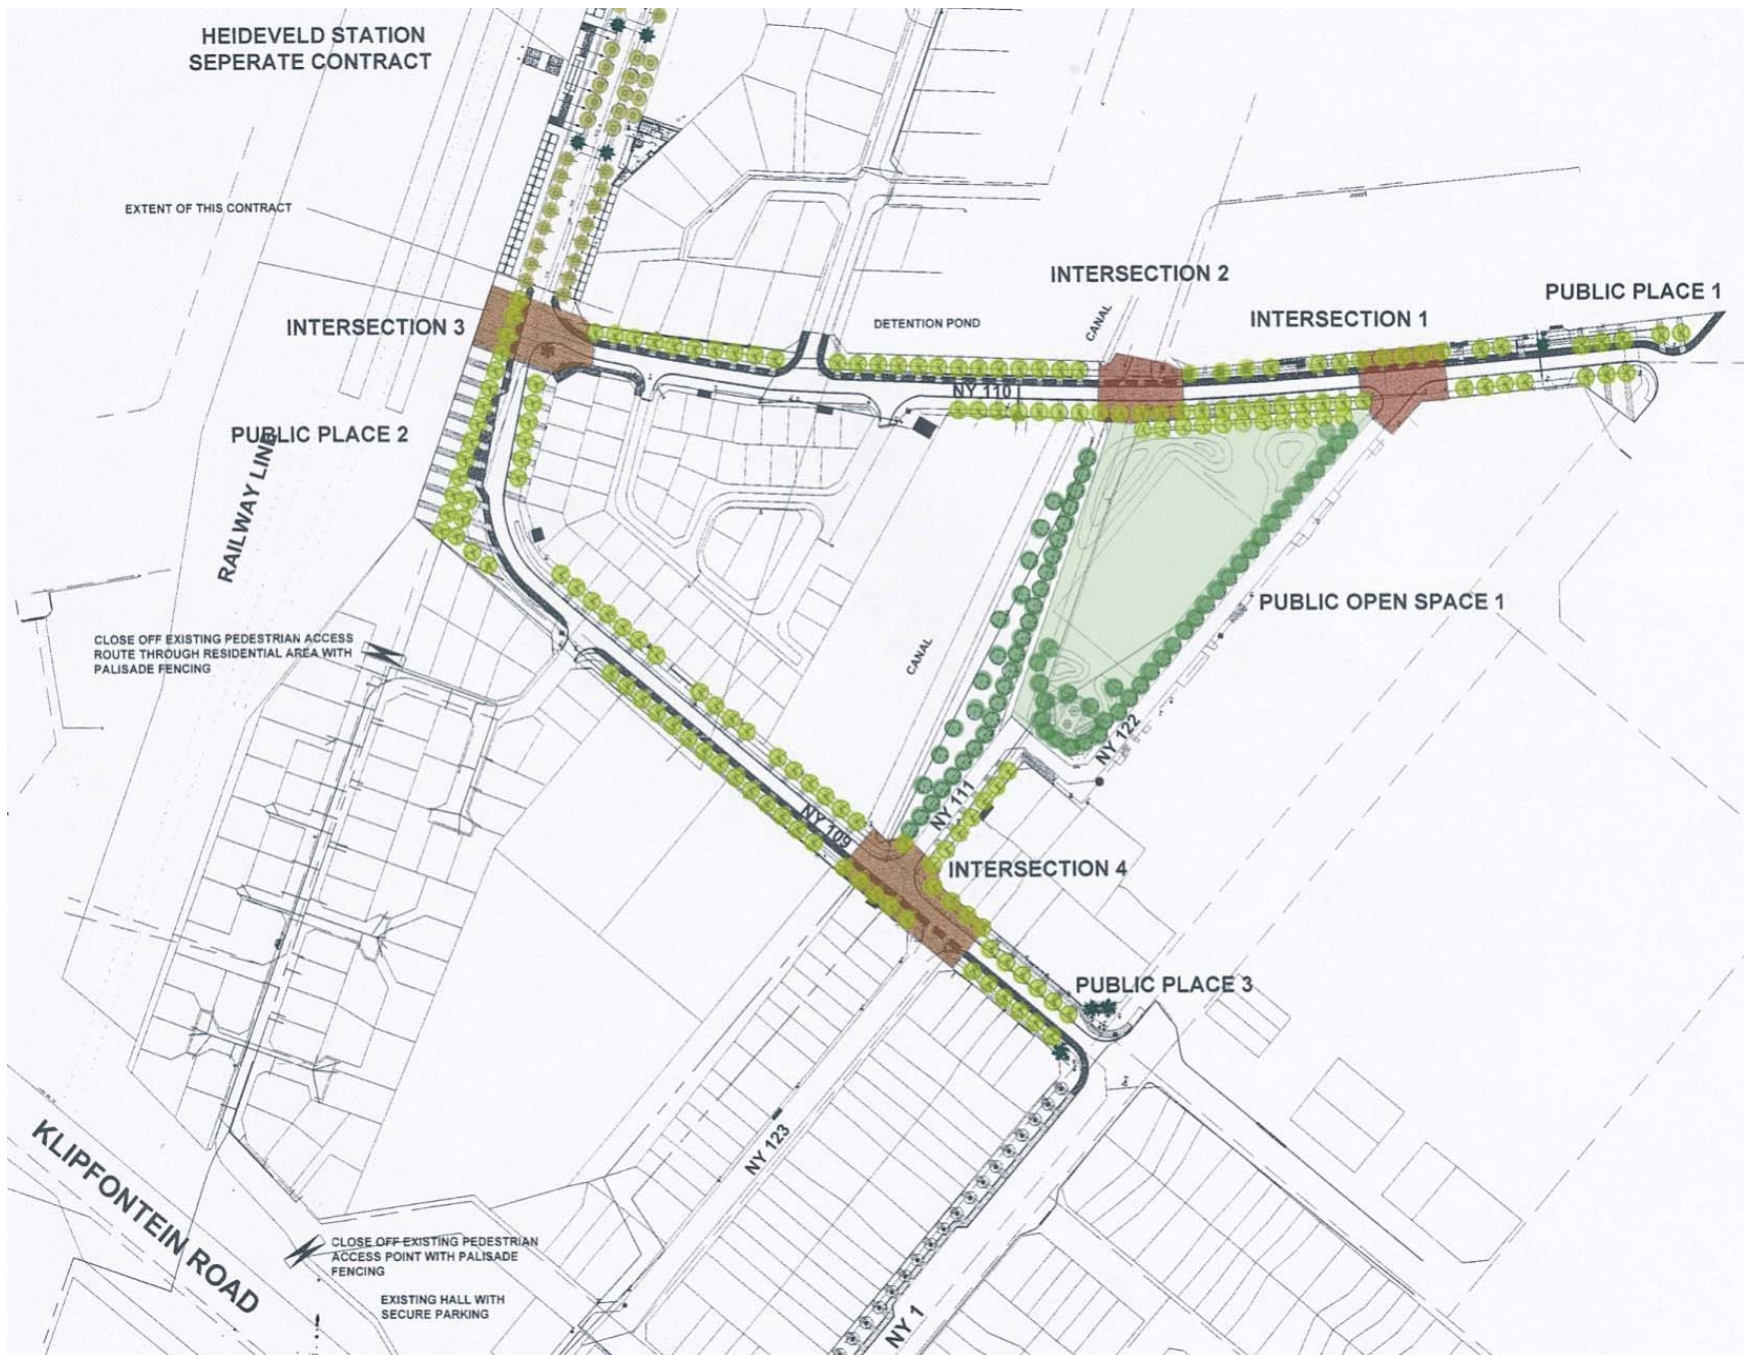 HEIDEVELD STATION
SEPERATE CONTRACT
EXTENT OF THIS CONTRACT
INTERSECTION 2
PUBLIC PLACE 1
INTERSECTION 3
DETENTION POND
CANAL
INTERSECTION 1
NY 110
PUBLIC PLACE 2
RAILWAY LINE
PUBLIC OPEN SPACE 1
CLOSE OFF EXISTING PEDESTRIAN ACCESS
ROUTE THROUGH RESIDENTIAL AREA WITH
PALISADE FENCING
CANAL
NY 122
NY 111
NY 109
INTERSECTION 4
PUBLIC PLACE 3
KLIPFONTEIN ROAD
NY 123
CLOSE OFF EXISTING PEDESTRIAN
ACCESS POINT WITH PALISADE
FENCING
EXISTING HALL WITH
SECURE PARKING
NY 1